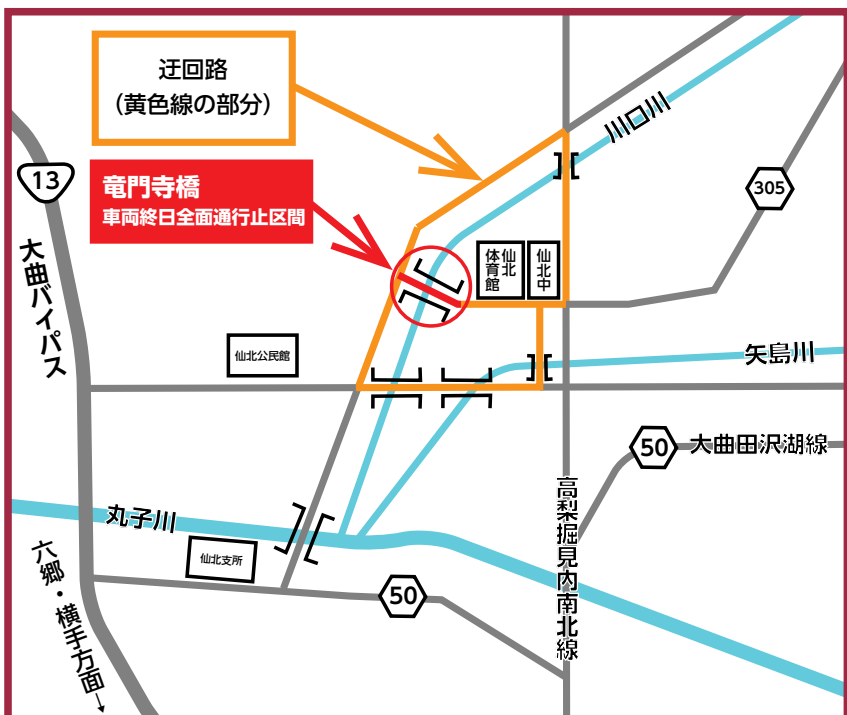 迂回路
(黄色線の部分)
川口川
13
竜門寺橋
車両終日全面通行止区間
305
大曲バイパス
仙北
体育館
仙北中
仙北公民館
矢島川
50
大曲田沢湖線
丸子川
高梨掘見内南北線
仙北支所
六郷・横手方面→
50